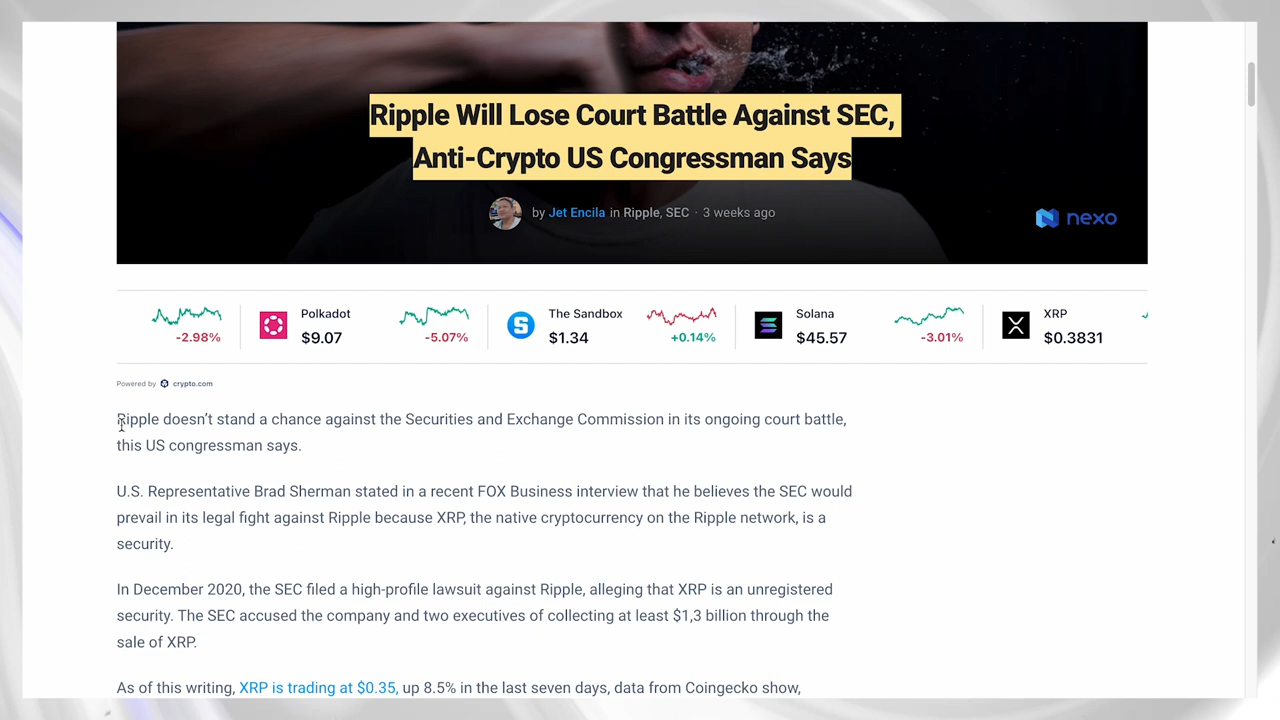 Ripple Will Lose Court Battle Against SEC,
Anti-Crypto US Congressman Says
by Jet Encila in Ripple, SEC · 3 weeks ago
nexo
-2.98%
Polkadot
$9.07
-5.07%
The Sandbox
$1.34
+0.14%
Solana
$45.57
-3.01%
XRP
$0.3831
Powered by crypto.com
Ripple doesn’t stand a chance against the Securities and Exchange Commission in its ongoing court battle,
this US congressman says.
U.S. Representative Brad Sherman stated in a recent FOX Business interview that he believes the SEC would
prevail in its legal fight against Ripple because XRP, the native cryptocurrency on the Ripple network, is a
security.
In December 2020, the SEC filed a high-profile lawsuit against Ripple, alleging that XRP is an unregistered
security. The SEC accused the company and two executives of collecting at least $1,3 billion through the
sale of XRP.
As of this writing, XRP is trading at $0.35, up 8.5% in the last seven days, data from Coingecko show,